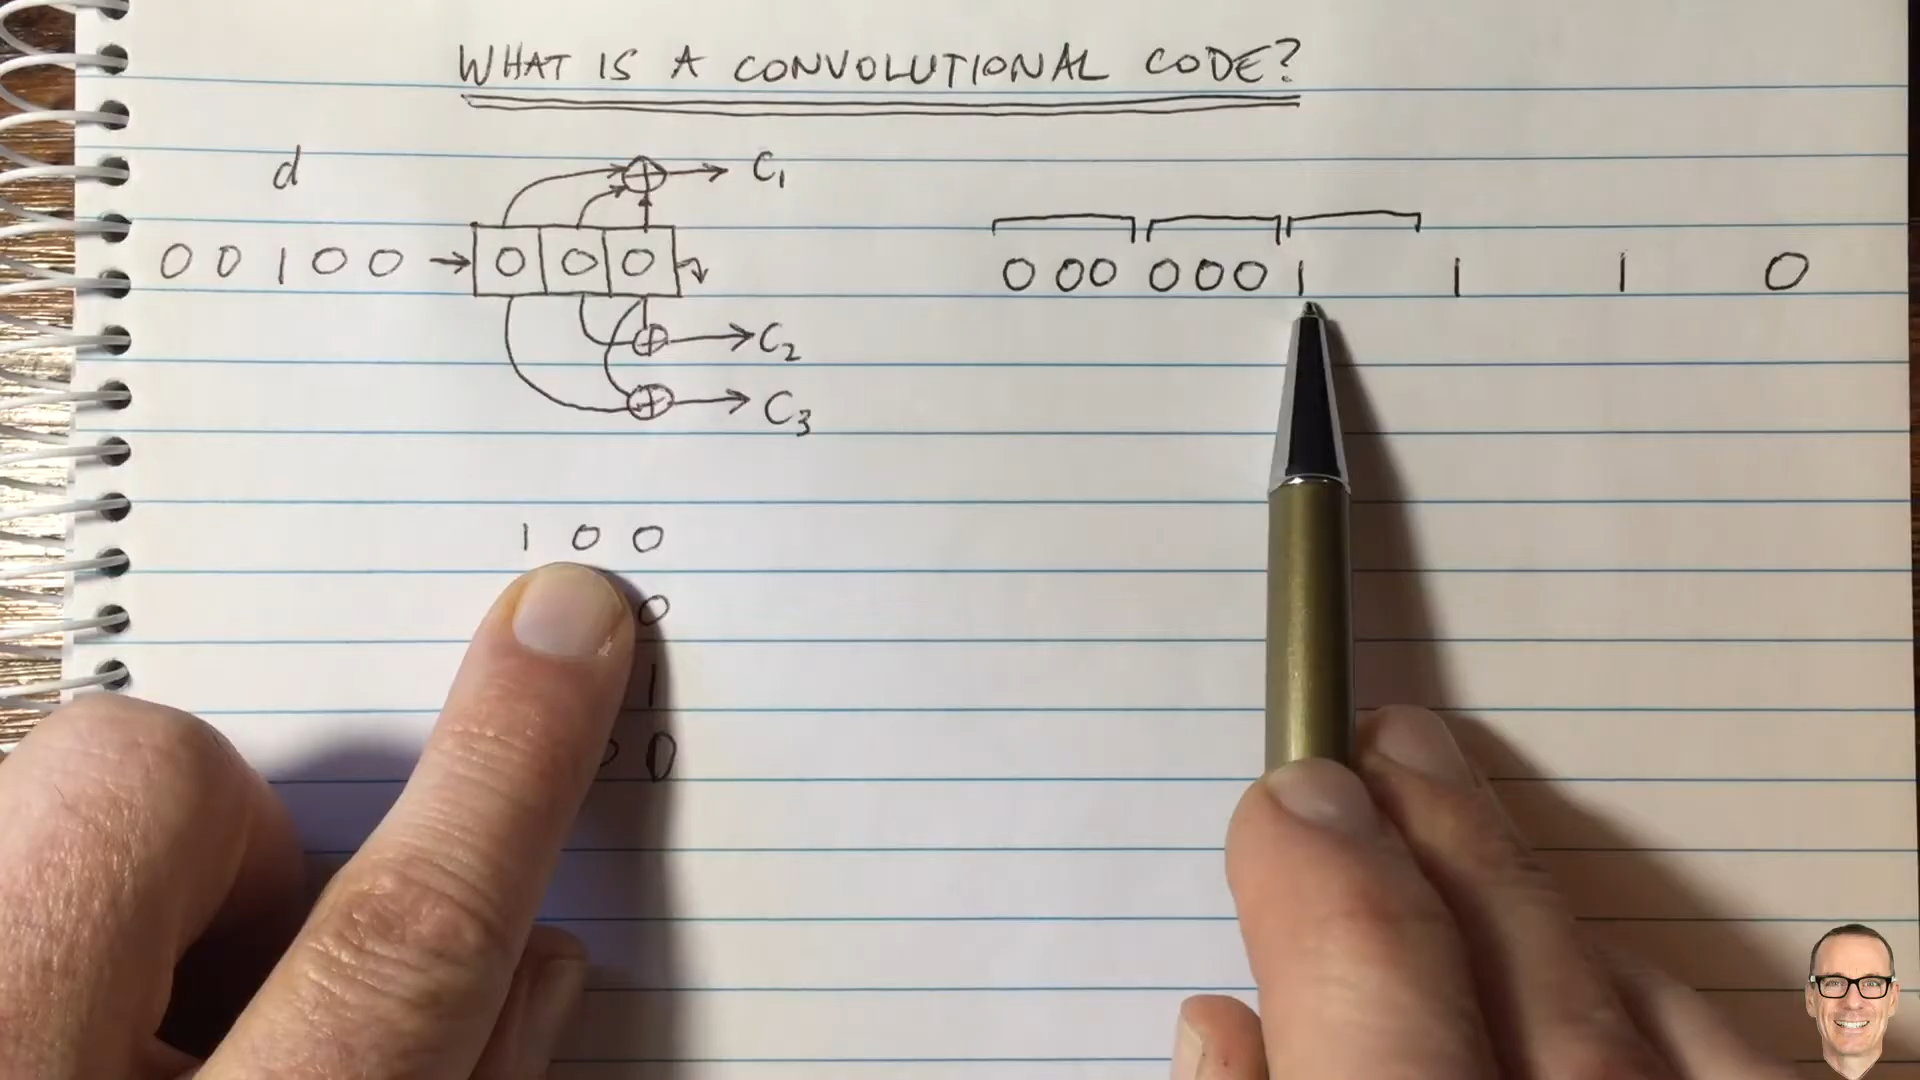 WHAT IS A CONVOLUTIONAL CODE?
d
C1
0 0 1 0 0 → 0 0 0
000 000 1 1 1 0
C2
C3
1 0 0
0
1
0